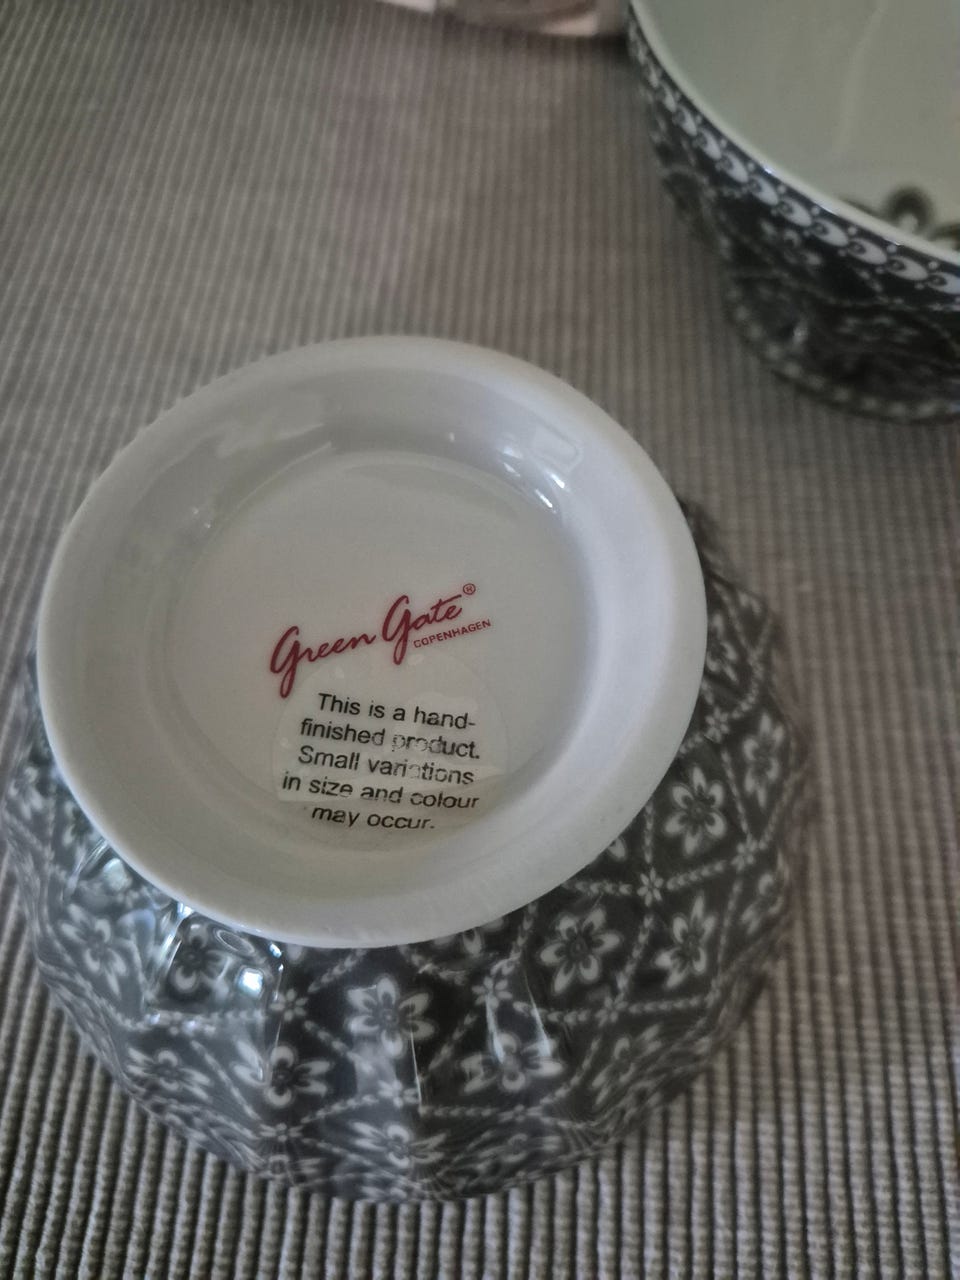 Green Gate®
COPENHAGEN
This is a hand-
finished product.
Small variations
in size and colour
may occur.